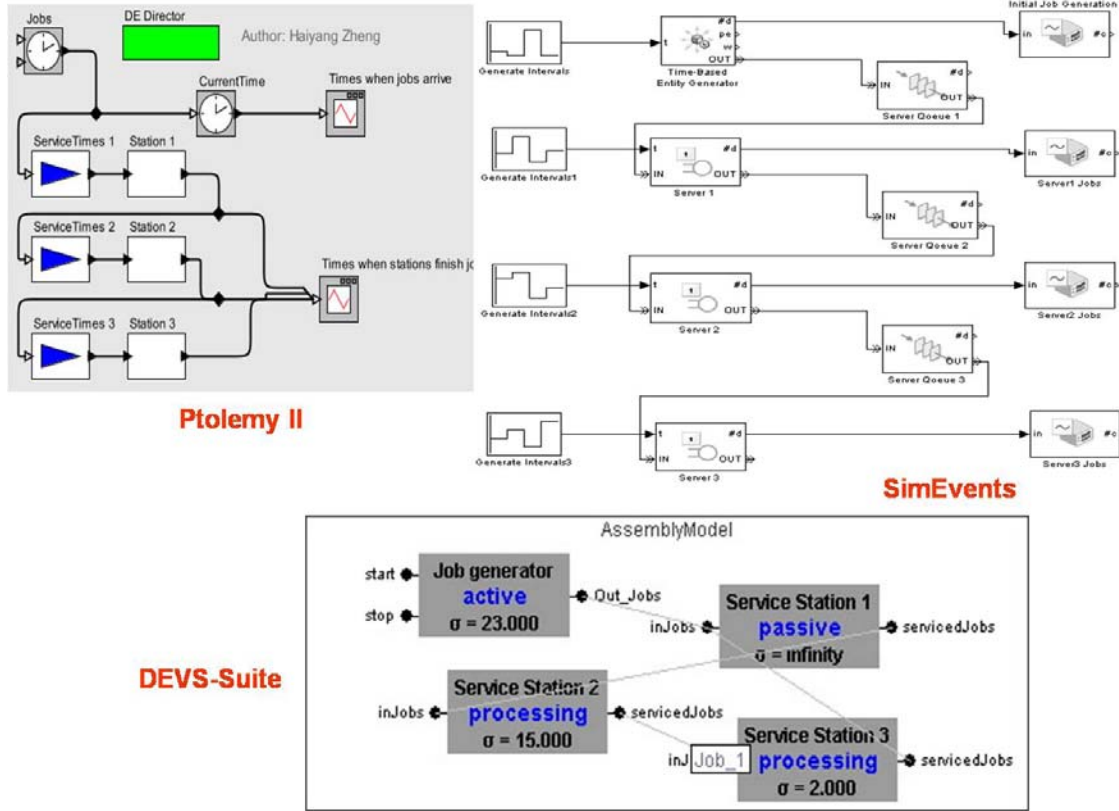 Jobs
DE Director
Author: Haiyang Zheng
CurrentTime
Times when jobs arrive
ServiceTimes 1
Station 1
ServiceTimes 2
Station 2
Times when stations finish jo
ServiceTimes 3
Station 3
Ptolemy II
Generate Intervals
t
#d
pe
w
OUT
Time-Based
Entity Generator
Initial Job Generation
in
#c
IN
#d
OUT
Server Qoeue 1
Generate Intervals1
t
IN
1
#d
OUT
Server 1
in
#c
Server1 Jobs
IN
#d
OUT
Server Queue 2
Generate Intervals2
t
IN
1
#d
OUT
Server 2
in
#c
Server2 Jobs
IN
#d
OUT
Server Qoeue 3
Generate Intervals3
t
IN
1
#d
OUT
Server 3
in
#c
Server3 Jobs
SimEvents
DEVS-Suite
AssemblyModel
start
stop
Job generator
active
σ = 23.000
Out_Jobs
inJobs
Service Station 1
passive
σ = infinity
servicedJobs
inJobs
Service Station 2
processing
σ = 15.000
servicedJobs
inJ
Job_1
Service Station 3
processing
σ = 2.000
servicedJobs